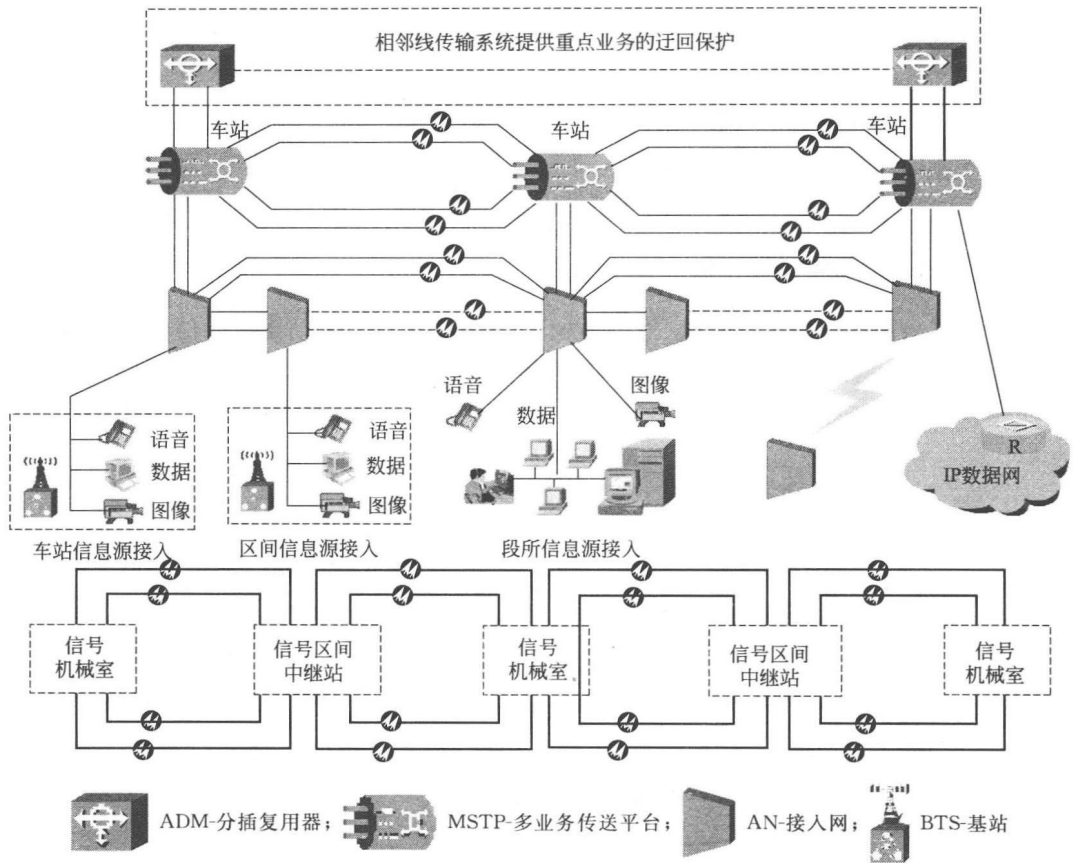 相邻线传输系统提供重点业务的迂回保护
车站
车站
车站
语音
数据
图像
语音
数据
图像
语音
数据
图像
R
IP数据网
车站信息源接入
区间信息源接入
段所信息源接入
信号
机械室
信号区间
中继站
信号
机械室
信号区间
中继站
信号
机械室
ADM-分插复用器；
MSTP-多业务传送平台；
AN-接入网；
BTS-基站